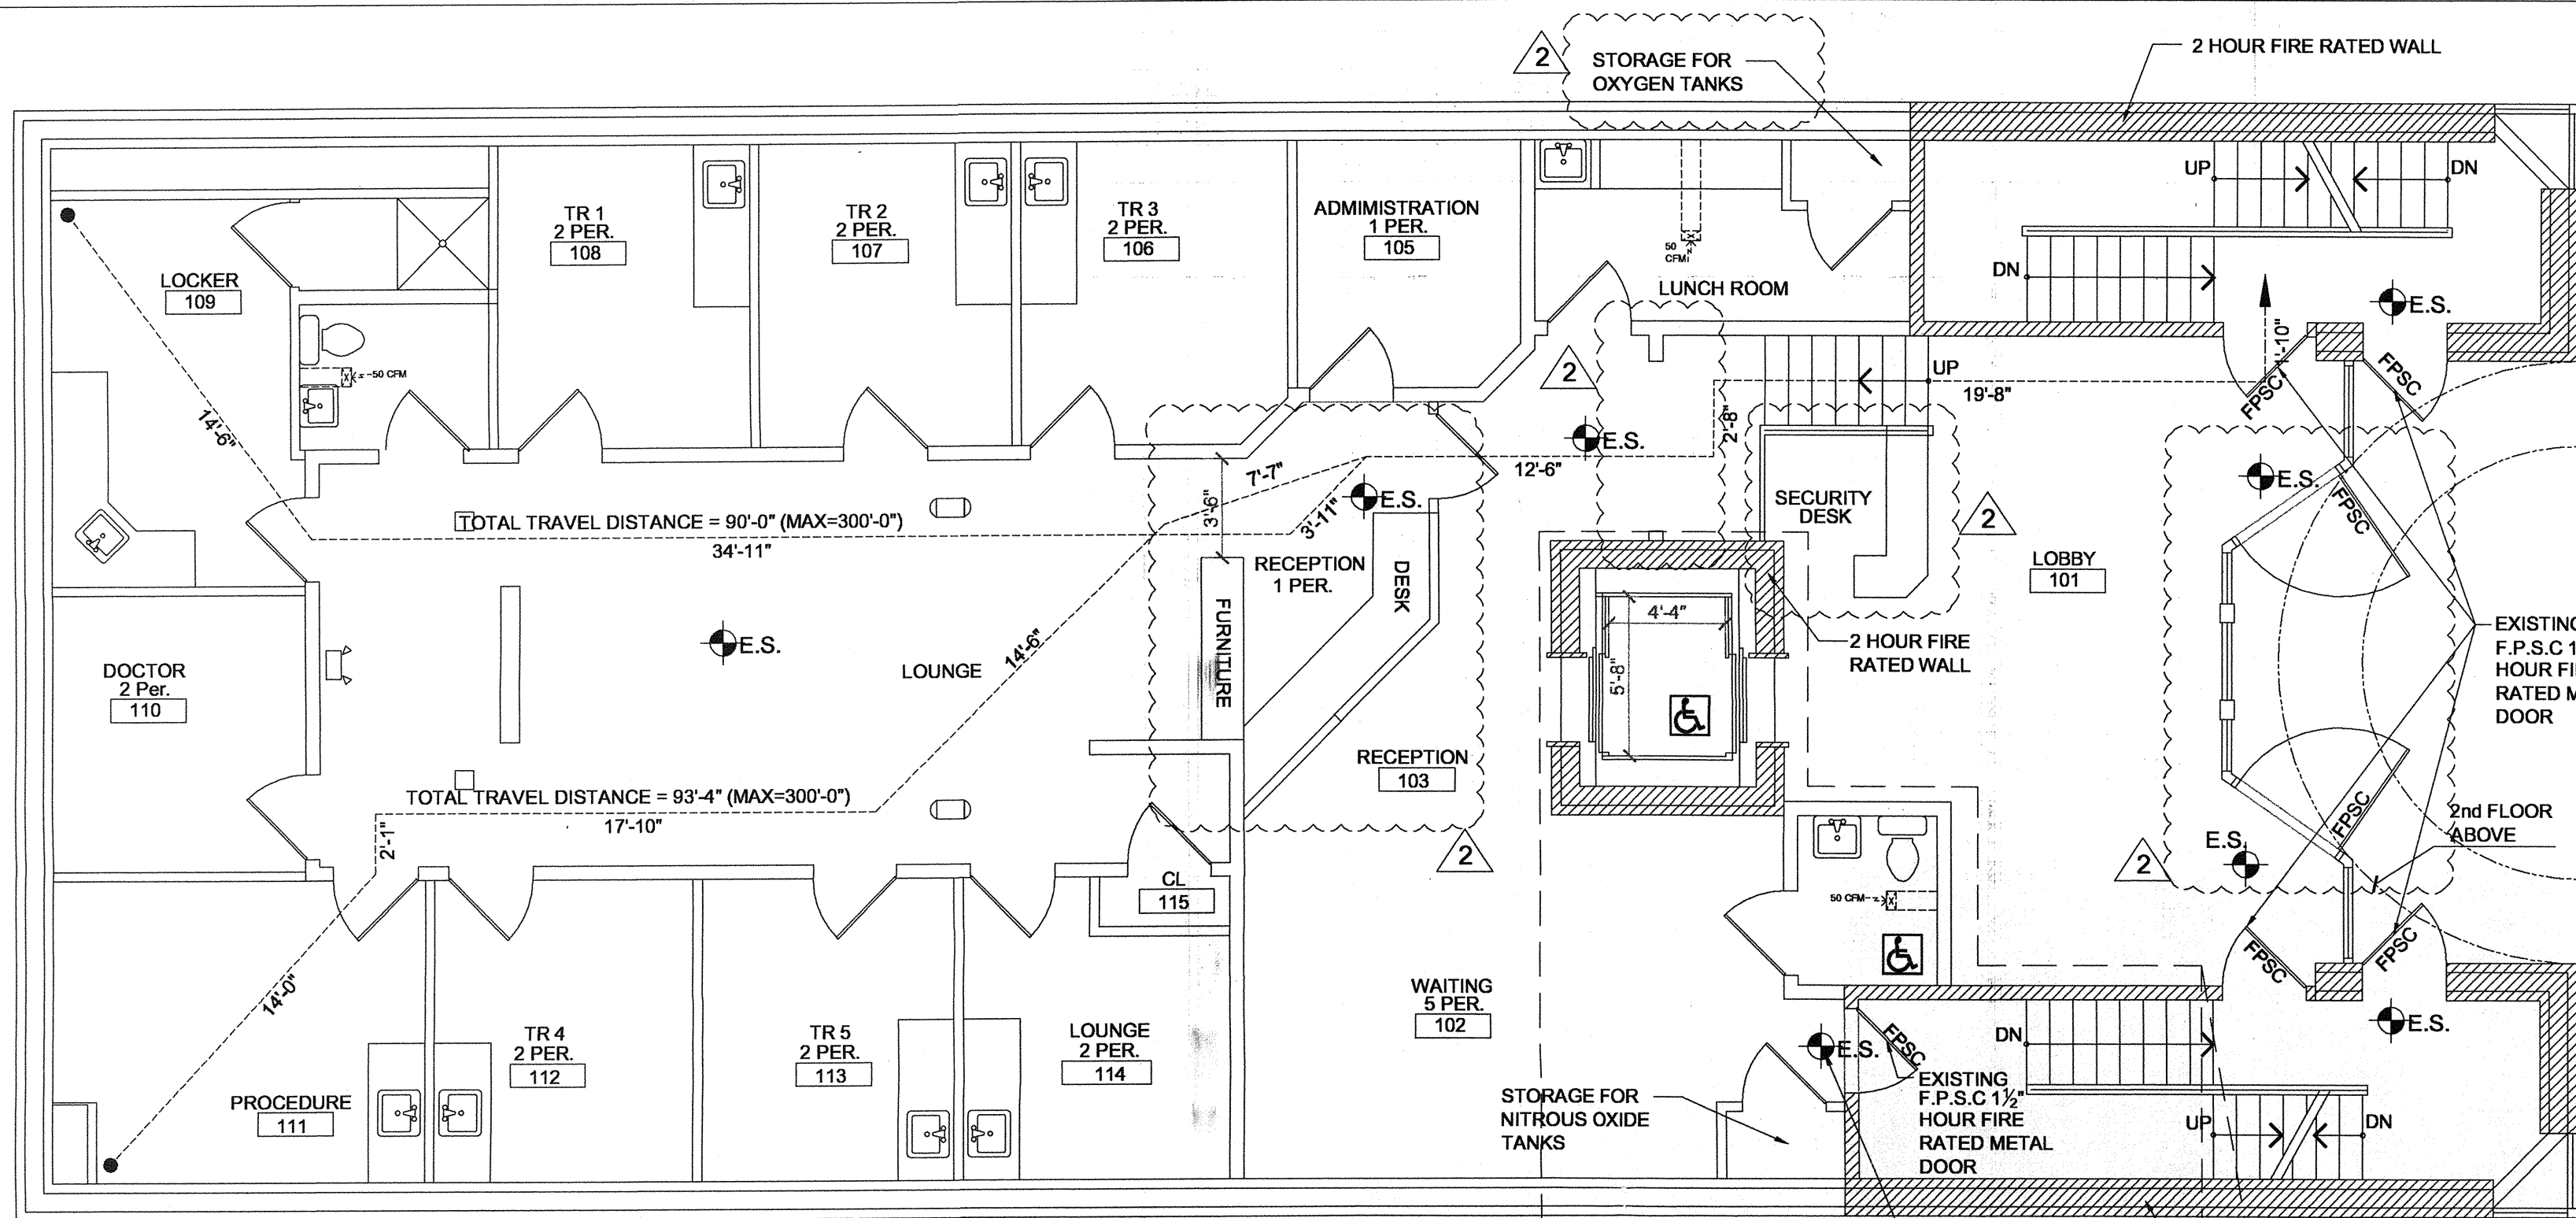 2
STORAGE FOR
OXYGEN TANKS
2 HOUR FIRE RATED WALL
UP
DN
TR 1
2 PER.
108
TR 2
2 PER.
107
TR 3
2 PER.
106
ADMIMISTRATION
1 PER.
105
50
CFM
LUNCH ROOM
DN
E.S.
LOCKER
109
50 CFM
14'-6"
2
UP
19'-8"
2'-8"
FPSC
FPSC
E.S.
7'-7"
12'-6"
3'-6"
3'-11"
E.S.
SECURITY
DESK
2
E.S.
FPSC
TOTAL TRAVEL DISTANCE = 90'-0" (MAX=300'-0")
34'-11"
RECEPTION
1 PER.
DESK
LOBBY
101
4'-4"
5'-8"
2 HOUR FIRE
RATED WALL
EXISTING
F.P.S.C 1
HOUR FI
RATED M
DOOR
FURNITURE
14'-6"
E.S.
LOUNGE
DOCTOR
2 Per.
110
RECEPTION
103
TOTAL TRAVEL DISTANCE = 93'-4" (MAX=300'-0")
17'-10"
2'-1"
2
FPSC
2nd FLOOR
ABOVE
E.S.
2
CL
115
50 CFM
14'-0"
FPSC
FPSC
WAITING
5 PER.
102
E.S.
TR 4
2 PER.
112
TR 5
2 PER.
113
LOUNGE
2 PER.
114
DN
E.S.
FPSC
PROCEDURE
111
STORAGE FOR
NITROUS OXIDE
TANKS
EXISTING
F.P.S.C 1½"
HOUR FIRE
RATED METAL
DOOR
UP
DN